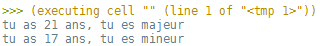 >>> (executing cell "" (line 1 of "<tmp 1>"))
tu as 21 ans, tu es majeur
tu as 17 ans, tu es mineur